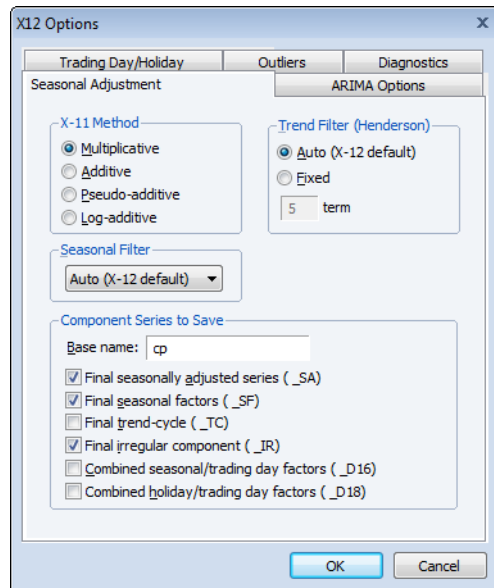 X12 Options
X
Trading Day/Holiday Outliers Diagnostics
Seasonal Adjustment ARIMA Options
X-11 Method
Multiplicative
Additive
Pseudo-additive
Log-additive
Trend Filter (Henderson)
Auto (X-12 default)
Fixed
5 term
Seasonal Filter
Auto (X-12 default)
Component Series to Save
Base name: cp
Final seasonally adjusted series ( _SA)
Final seasonal factors ( _SF)
Final trend-cycle ( _TC)
Final irregular component ( _IR)
Combined seasonal/trading day factors ( _D16)
Combined holiday/trading day factors ( _D18)
OK Cancel